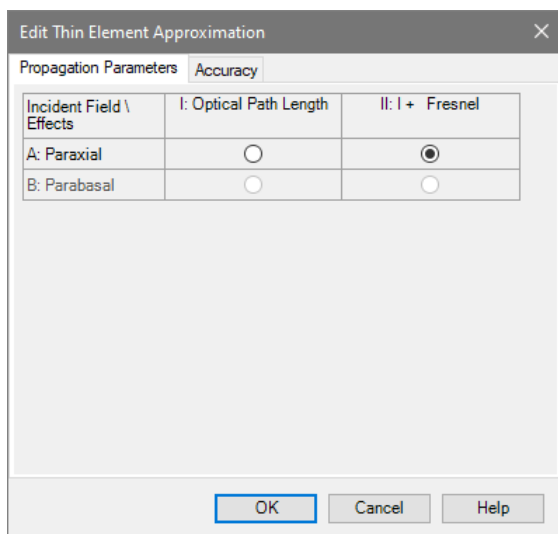 Edit Thin Element Approximation
Propagation Parameters Accuracy
Incident Field \ Effects I: Optical Path Length II: I + Fresnel
A: Paraxial
B: Parabasal
OK Cancel Help